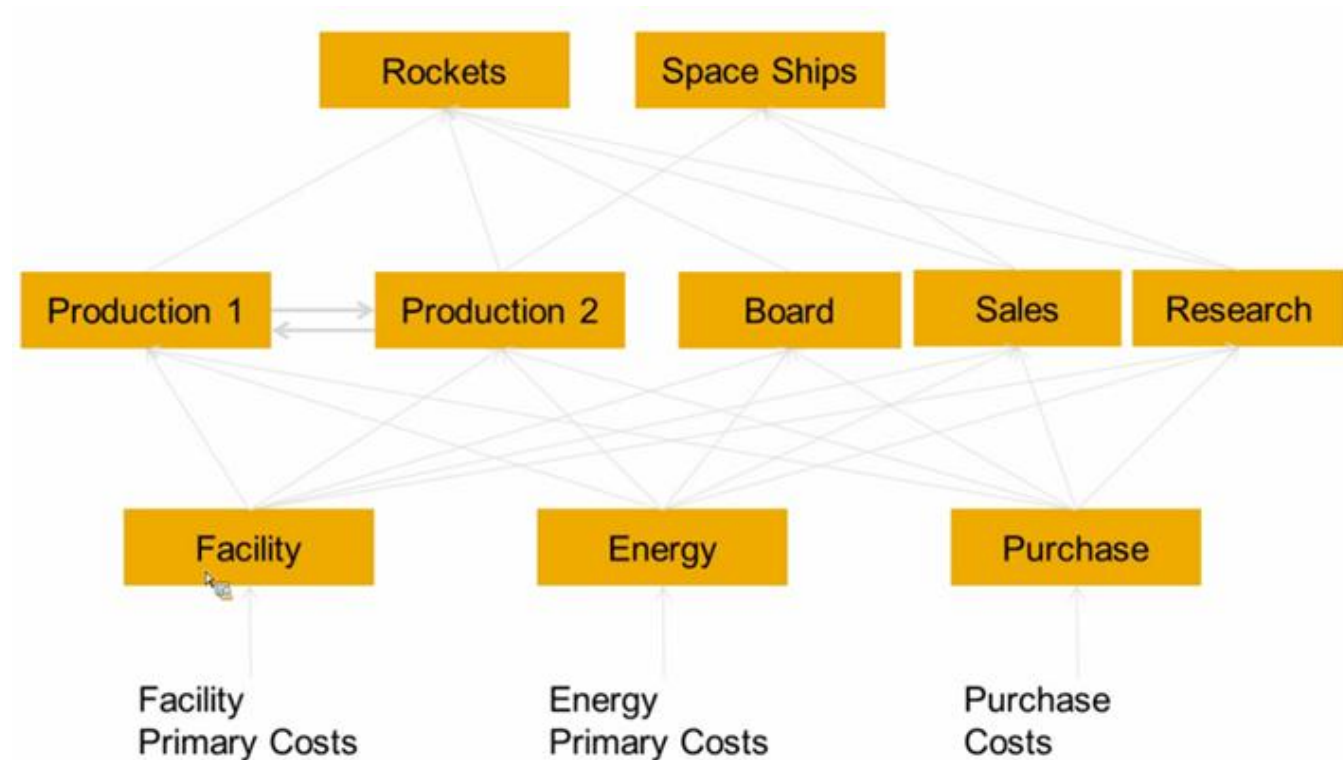 Rockets
Space Ships
Production 1
Production 2
Board
Sales
Research
Facility
Energy
Purchase
Facility
Primary Costs
Energy
Primary Costs
Purchase
Costs